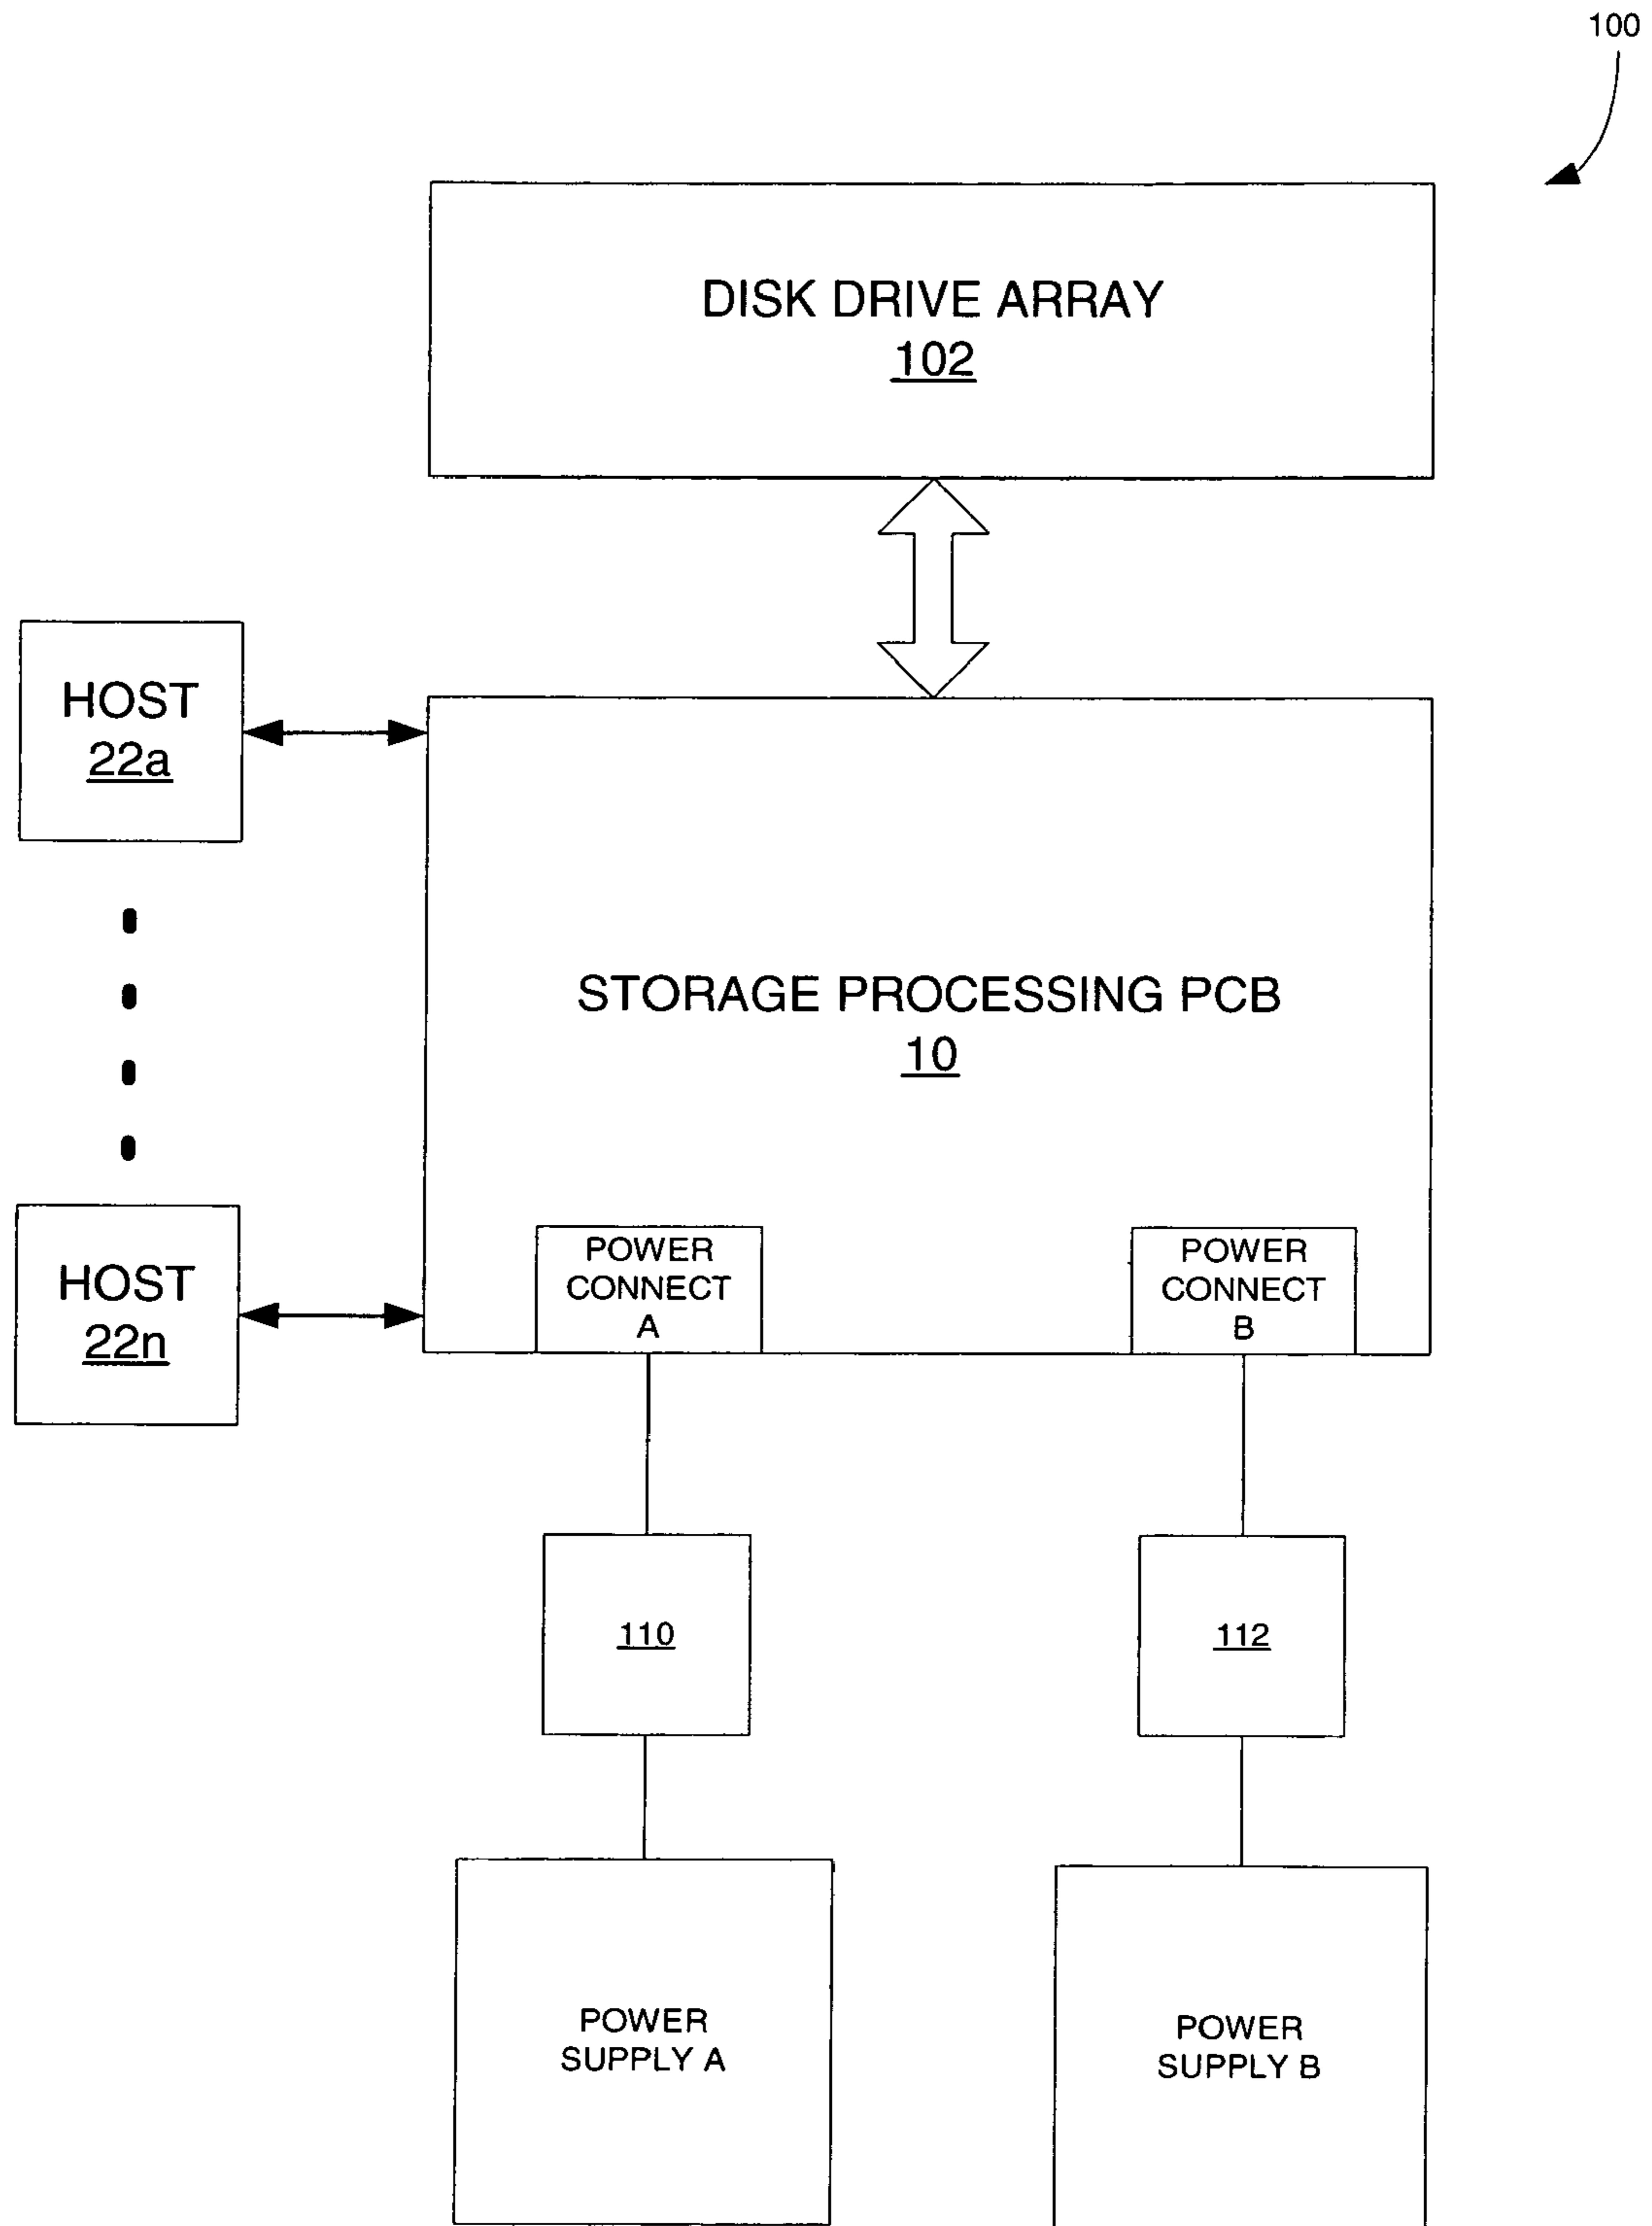 100
DISK DRIVE ARRAY
102
HOST
22a
STORAGE PROCESSING PCB
10
POWER
CONNECT
A
POWER
CONNECT
B
HOST
22n
110
112
POWER
SUPPLY A
POWER
SUPPLY B